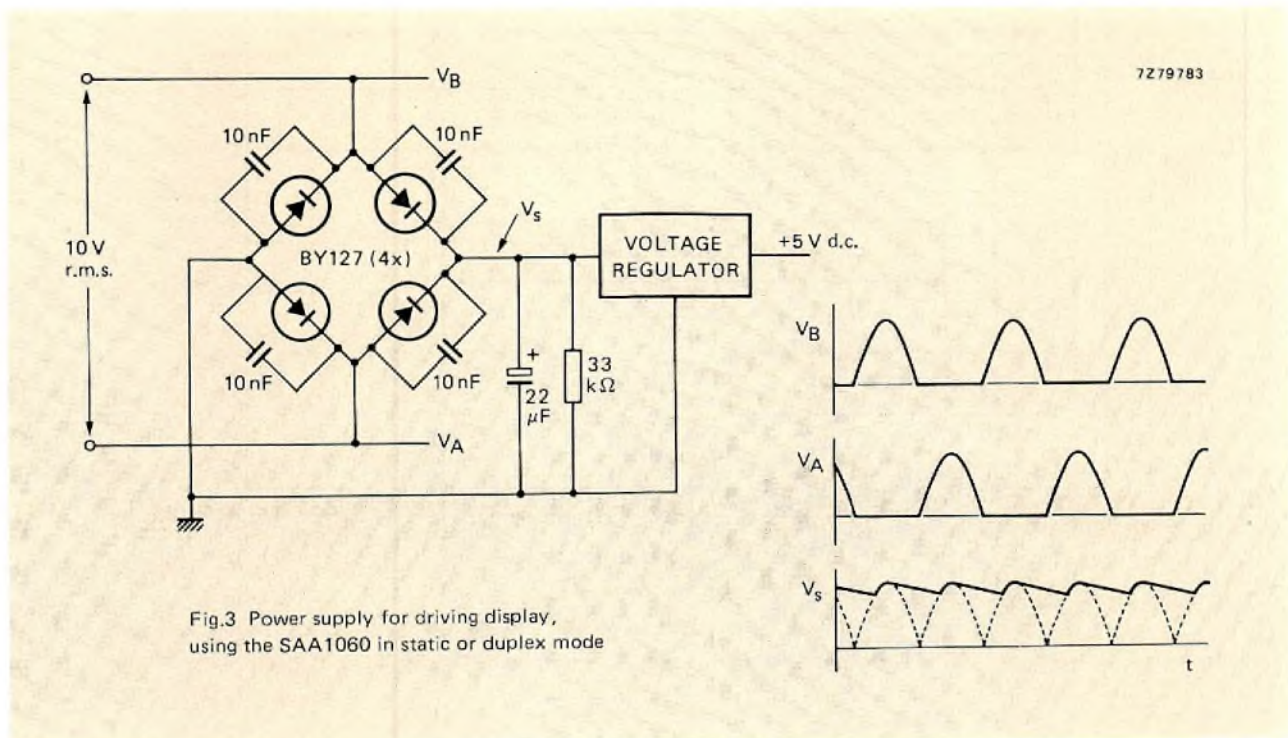 7Z79783
V_B
10 nF
10 nF
V_s
10 V
r.m.s.
BY127 (4x)
VOLTAGE
REGULATOR
+5 V d.c.
+
33
kΩ
22
μF
10 nF
10 nF
V_A
V_B
V_A
V_s
t
Fig.3 Power supply for driving display,
using the SAA1060 in static or duplex mode